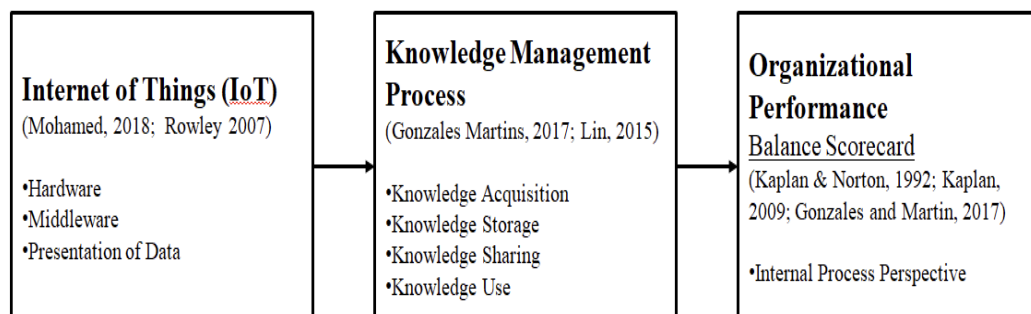 Internet of Things (IoT)
(Mohamed, 2018; Rowley 2007)
•Hardware
•Middleware
•Presentation of Data
Knowledge Management
Process
(Gonzales Martins, 2017; Lin, 2015)
•Knowledge Acquisition
•Knowledge Storage
•Knowledge Sharing
•Knowledge Use
Organizational
Performance
Balance Scorecard
(Kaplan & Norton, 1992; Kaplan,
2009; Gonzales and Martin, 2017)
•Internal Process Perspective